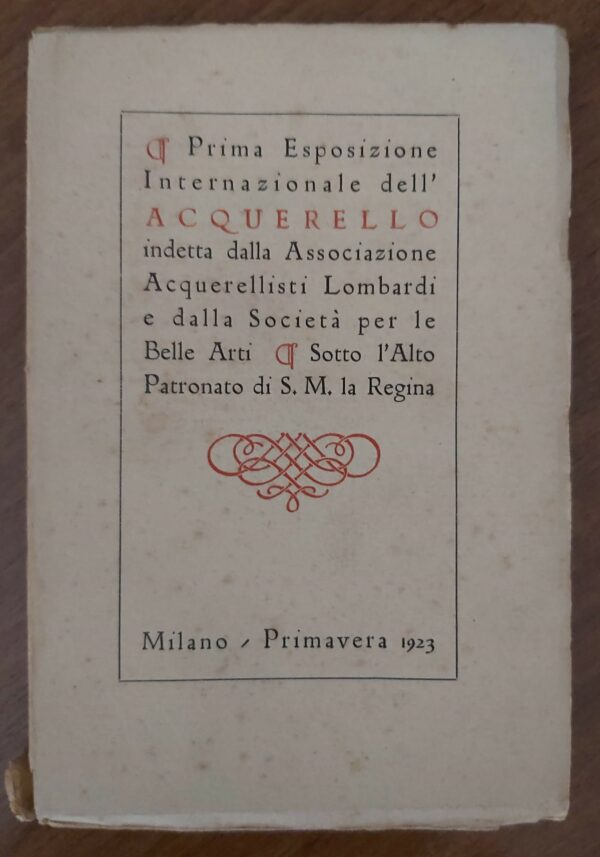 ¶ Prima Esposizione
Internazionale dell'
ACQUERELLO
indetta dalla Associazione
Acquerellisti Lombardi
e dalla Società per le
Belle Arti ¶ Sotto l'Alto
Patronato di S. M. la Regina
Milano / Primavera 1923